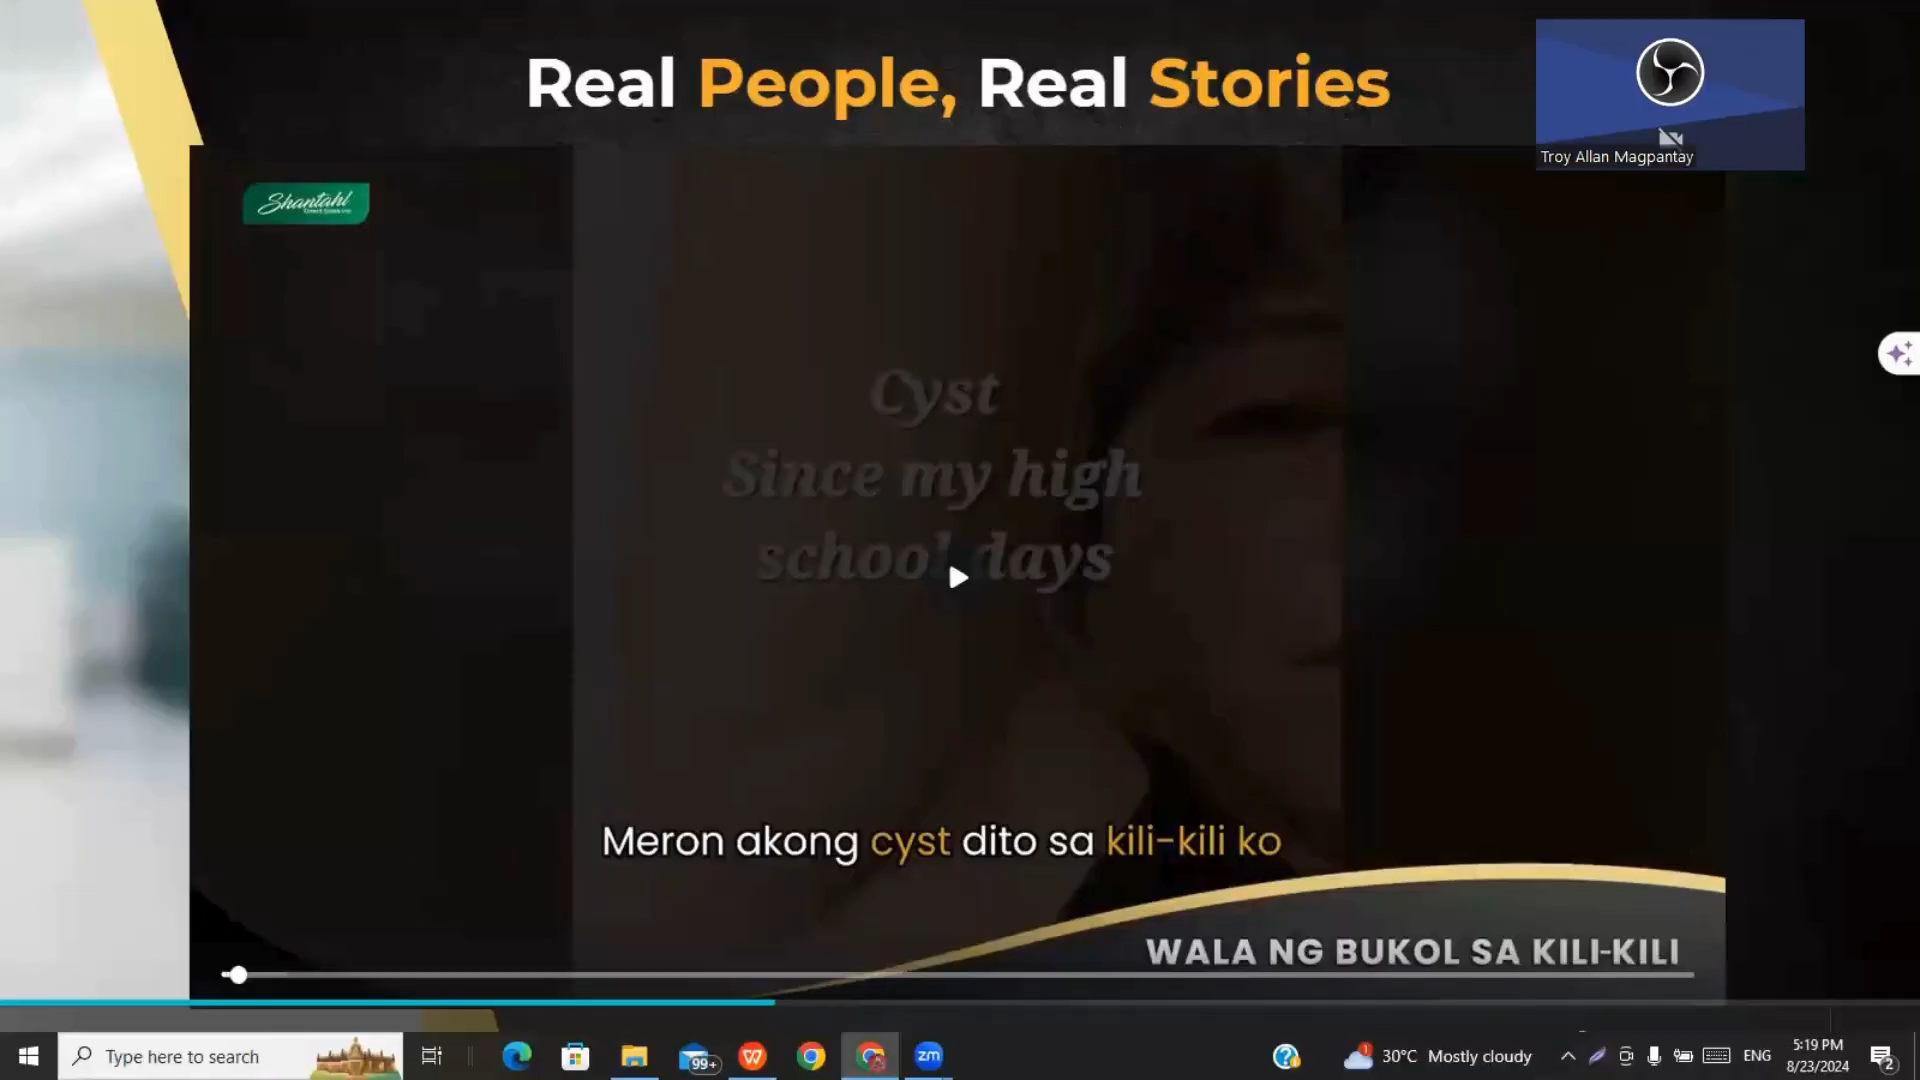 Real People, Real Stories
Troy Allan Magpantay
Shantahl
Cyst
Since my high
school days
Meron akong cyst dito sa kili-kili ko
WALA NG BUKOL SA KILI-KILI
Type here to search
99+
zm
30°C Mostly cloudy
ENG
5:19 PM
8/23/2024
2